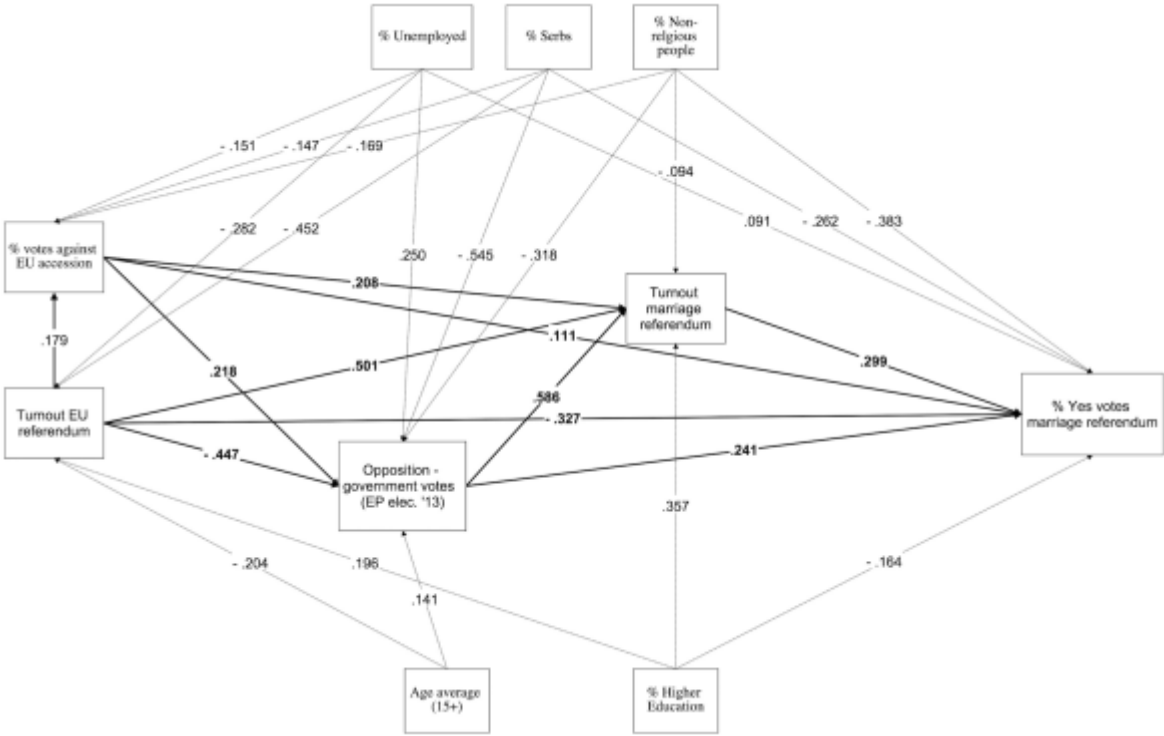 % Unemployed
% Serbs
% Non-
relgious
people
- .151
- .147
- .169
- .094
- .282
- .452
.250
- .545
- .318
.091
- .262
- .383
% votes against
EU accession
.208
Turnout
marriage
referendum
.111
.179
.218
.501
.299
.586
Turnout EU
referendum
- .327
% Yes votes
marriage referendum
- .447
.241
Opposition -
government votes
(EP elec. '13)
.357
- .204
.196
- .164
.141
Age average
(15+)
% Higher
Education